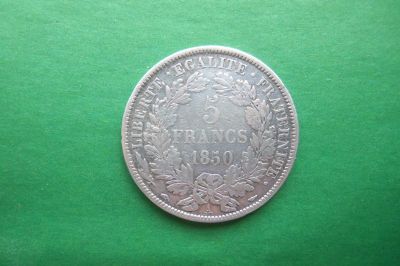 LIBERTE · EGALITE · FRATERNITE ·
5
FRANCS.
1850
A